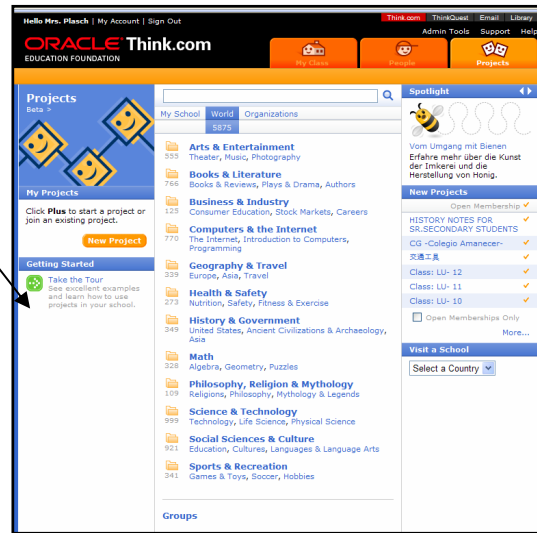 Hello Mrs. Plasch | My Account | Sign Out
Think.com ThinkQuest Email Library
Admin Tools Support Help
ORACLE Think.com
EDUCATION FOUNDATION
My Class People Projects
Projects
Beta >
My Projects
Click Plus to start a project or
join an existing project.
New Project
Getting Started
Take the Tour
See excellent examples
and learn how to use
projects in your school.
My School World Organizations
5875
Arts & Entertainment
555 Theater, Music, Photography
Books & Literature
766 Books & Reviews, Plays & Drama, Authors
Business & Industry
125 Consumer Education, Stock Markets, Careers
Computers & the Internet
770 The Internet, Introduction to Computers,
Programming
Geography & Travel
339 Europe, Asia, Travel
Health & Safety
273 Nutrition, Safety, Fitness & Exercise
History & Government
349 United States, Ancient Civilizations & Archaeology,
Asia
Math
328 Algebra, Geometry, Puzzles
Philosophy, Religion & Mythology
109 Religions, Philosophy, Mythology & Legends
Science & Technology
999 Technology, Life Science, Physical Science
Social Sciences & Culture
921 Education, Cultures, Languages & Language Arts
Sports & Recreation
341 Games & Toys, Soccer, Hobbies
Groups
Spotlight
Vom Umgang mit Bienen
Erfahre mehr über die Kunst
der Imkerei und die
Herstellung von Honig.
New Projects
Open Membership
HISTORY NOTES FOR
SR.SECONDARY STUDENTS
CG -Colegio Amanecer-
交通工具
Class: LU- 12
Class: LU- 11
Class: LU- 10
Open Memberships Only
More...
Visit a School
Select a Country